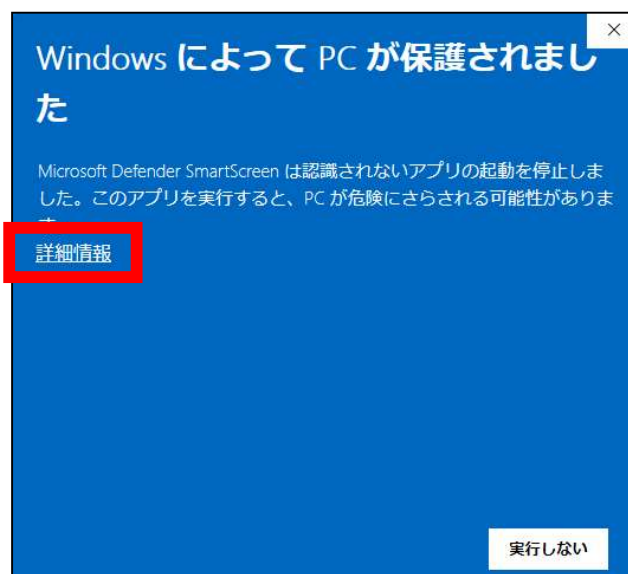 Windows によって PC が保護されまし
た
Microsoft Defender SmartScreen は認識されないアプリの起動を停止しま
した。このアプリを実行すると、PC が危険にさらされる可能性がありま
す。
詳細情報
実行しない